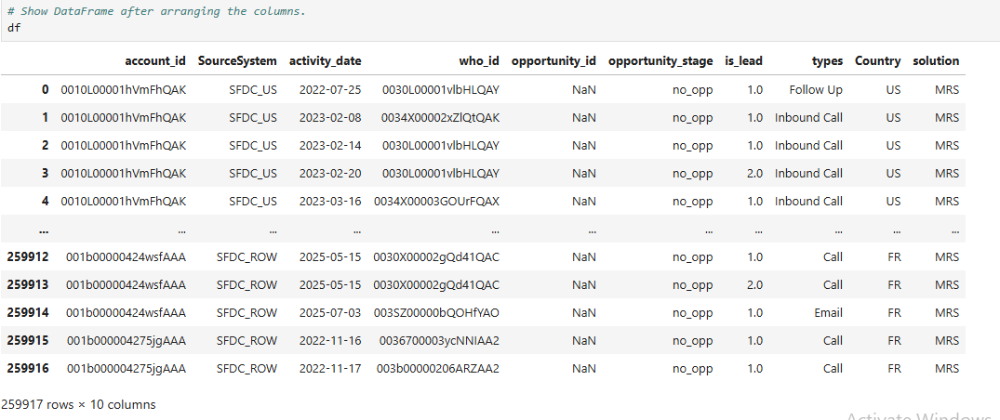 # Show DataFrame after arranging the columns.
df
account_id SourceSystem activity_date who_id opportunity_id opportunity_stage is_lead types Country solution
0 0010L00001hVmFhQAK SFDC_US 2022-07-25 0030L00001vlbHLQAY NaN no_opp 1.0 Follow Up US MRS
1 0010L00001hVmFhQAK SFDC_US 2023-02-08 0034X00002xZlQtQAK NaN no_opp 1.0 Inbound Call US MRS
2 0010L00001hVmFhQAK SFDC_US 2023-02-14 0030L00001vlbHLQAY NaN no_opp 1.0 Inbound Call US MRS
3 0010L00001hVmFhQAK SFDC_US 2023-02-20 0030L00001vlbHLQAY NaN no_opp 2.0 Inbound Call US MRS
4 0010L00001hVmFhQAK SFDC_US 2023-03-16 0034X00003GOUrFQAX NaN no_opp 1.0 Inbound Call US MRS
... ... ... ... ... ... ... ... ... ... ...
259912 001b00000424wsfAAA SFDC_ROW 2025-05-15 0030X00002gQd41QAC NaN no_opp 1.0 Call FR MRS
259913 001b00000424wsfAAA SFDC_ROW 2025-05-15 0030X00002gQd41QAC NaN no_opp 2.0 Call FR MRS
259914 001b00000424wsfAAA SFDC_ROW 2025-07-03 003SZ00000bQOHfYAO NaN no_opp 1.0 Email FR MRS
259915 001b000004275jgAAA SFDC_ROW 2022-11-16 0036700003ycNNIAA2 NaN no_opp 1.0 Call FR MRS
259916 001b000004275jgAAA SFDC_ROW 2022-11-17 003b00000206ARZAA2 NaN no_opp 1.0 Call FR MRS
259917 rows × 10 columns
Activate Windows